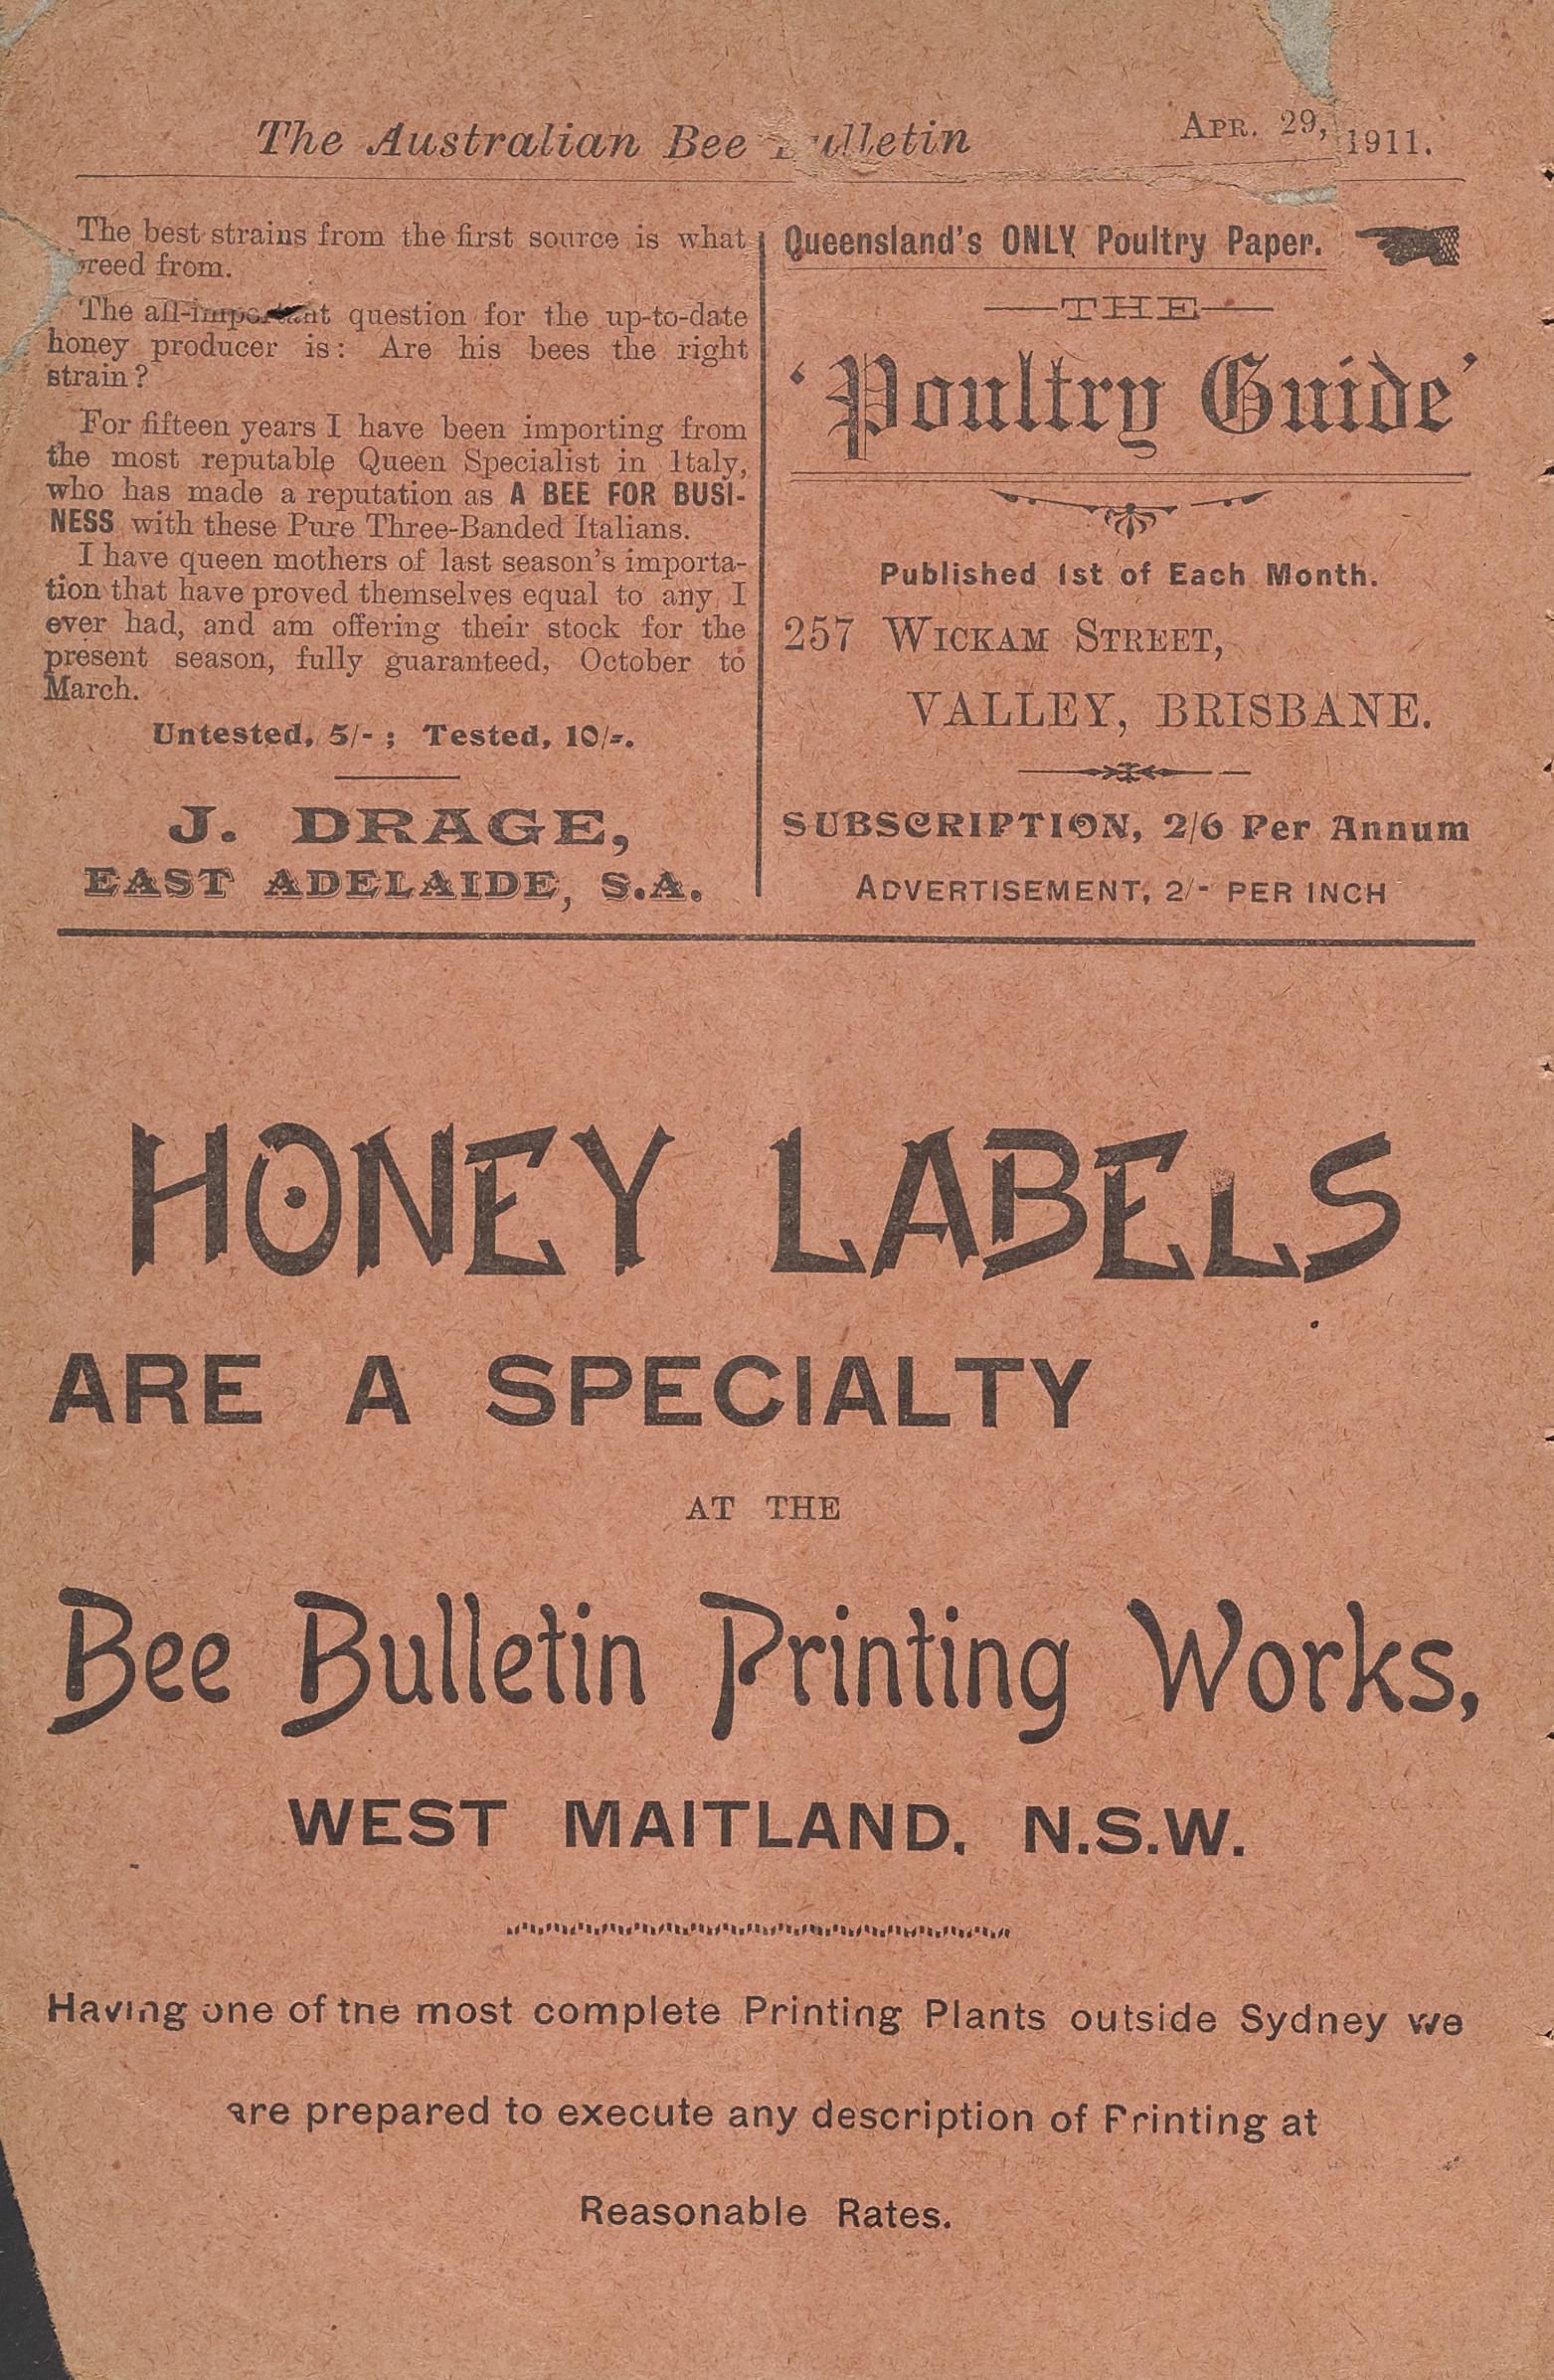 The Australian Bee Bulletin APR. 29, 1911.
The best strains from the first source is what
breed from.
The all-important question for the up-to-date
honey producer is: Are his bees the right
strain?
For fifteen years I have been importing from
the most reputable Queen Specialist in Italy,
who has made a reputation as A BEE FOR BUSI-
NESS with these Pure Three-Banded Italians.
I have queen mothers of last season's importa-
tion that have proved themselves equal to any I
ever had, and am offering their stock for the
present season, fully guaranteed, October to
March.
Untested, 5/- ; Tested, 10/-.
J. DRAGE,
EAST ADELAIDE, S.A.
Queensland's ONLY Poultry Paper.
THE
'Poultry Guide'
Published 1st of Each Month.
257 WICKAM STREET,
VALLEY, BRISBANE.
SUBSCRIPTION, 2/6 Per Annum
ADVERTISEMENT, 2/- PER INCH
HONEY LABELS
ARE A SPECIALTY
AT THE
Bee Bulletin Printing Works,
WEST MAITLAND. N.S.W.
Having one of the most complete Printing Plants outside Sydney we
are prepared to execute any description of Printing at
Reasonable Rates.